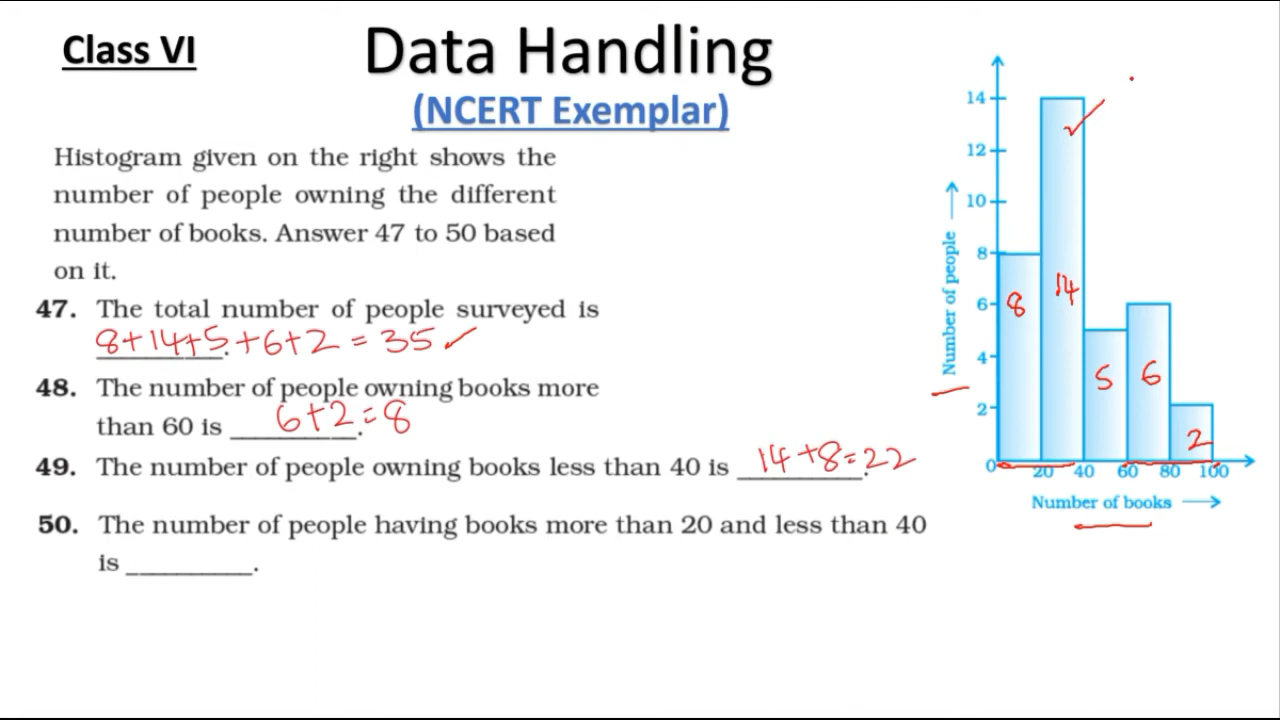 Class VI
Data Handling
(NCERT Exemplar)
Histogram given on the right shows the
number of people owning the different
number of books. Answer 47 to 50 based
on it.
47. The total number of people surveyed is
8+14+5 +6+2 = 35 ✓
__________.
48. The number of people owning books more
than 60 is __________. 6+2=8
49. The number of people owning books less than 40 is __________. 14+8=22
50. The number of people having books more than 20 and less than 40
is __________.
Number of people
14
12
10
8
6
4
2
0 20 40 60 80 100
8 14 5 6 2
Number of books